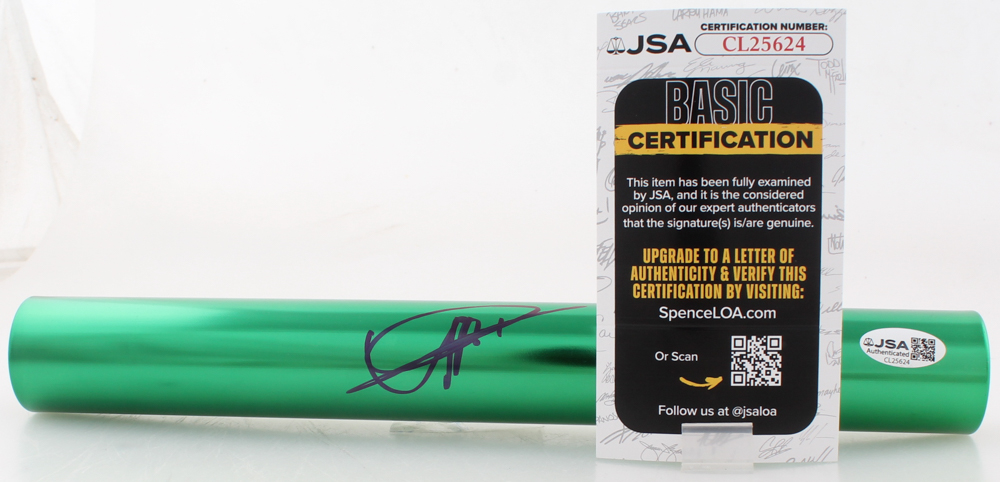 CERTIFICATION NUMBER:
JSA CL25624
BASIC
CERTIFICATION
This item has been fully examined
by JSA, and it is the considered
opinion of our expert authenticators
that the signature(s) is/are genuine.
UPGRADE TO A LETTER OF
AUTHENTICITY & VERIFY THIS
CERTIFICATION BY VISITING:
SpenceLOA.com
Or Scan
Follow us at @jsaloa
JSA
Authenticated
CL25624